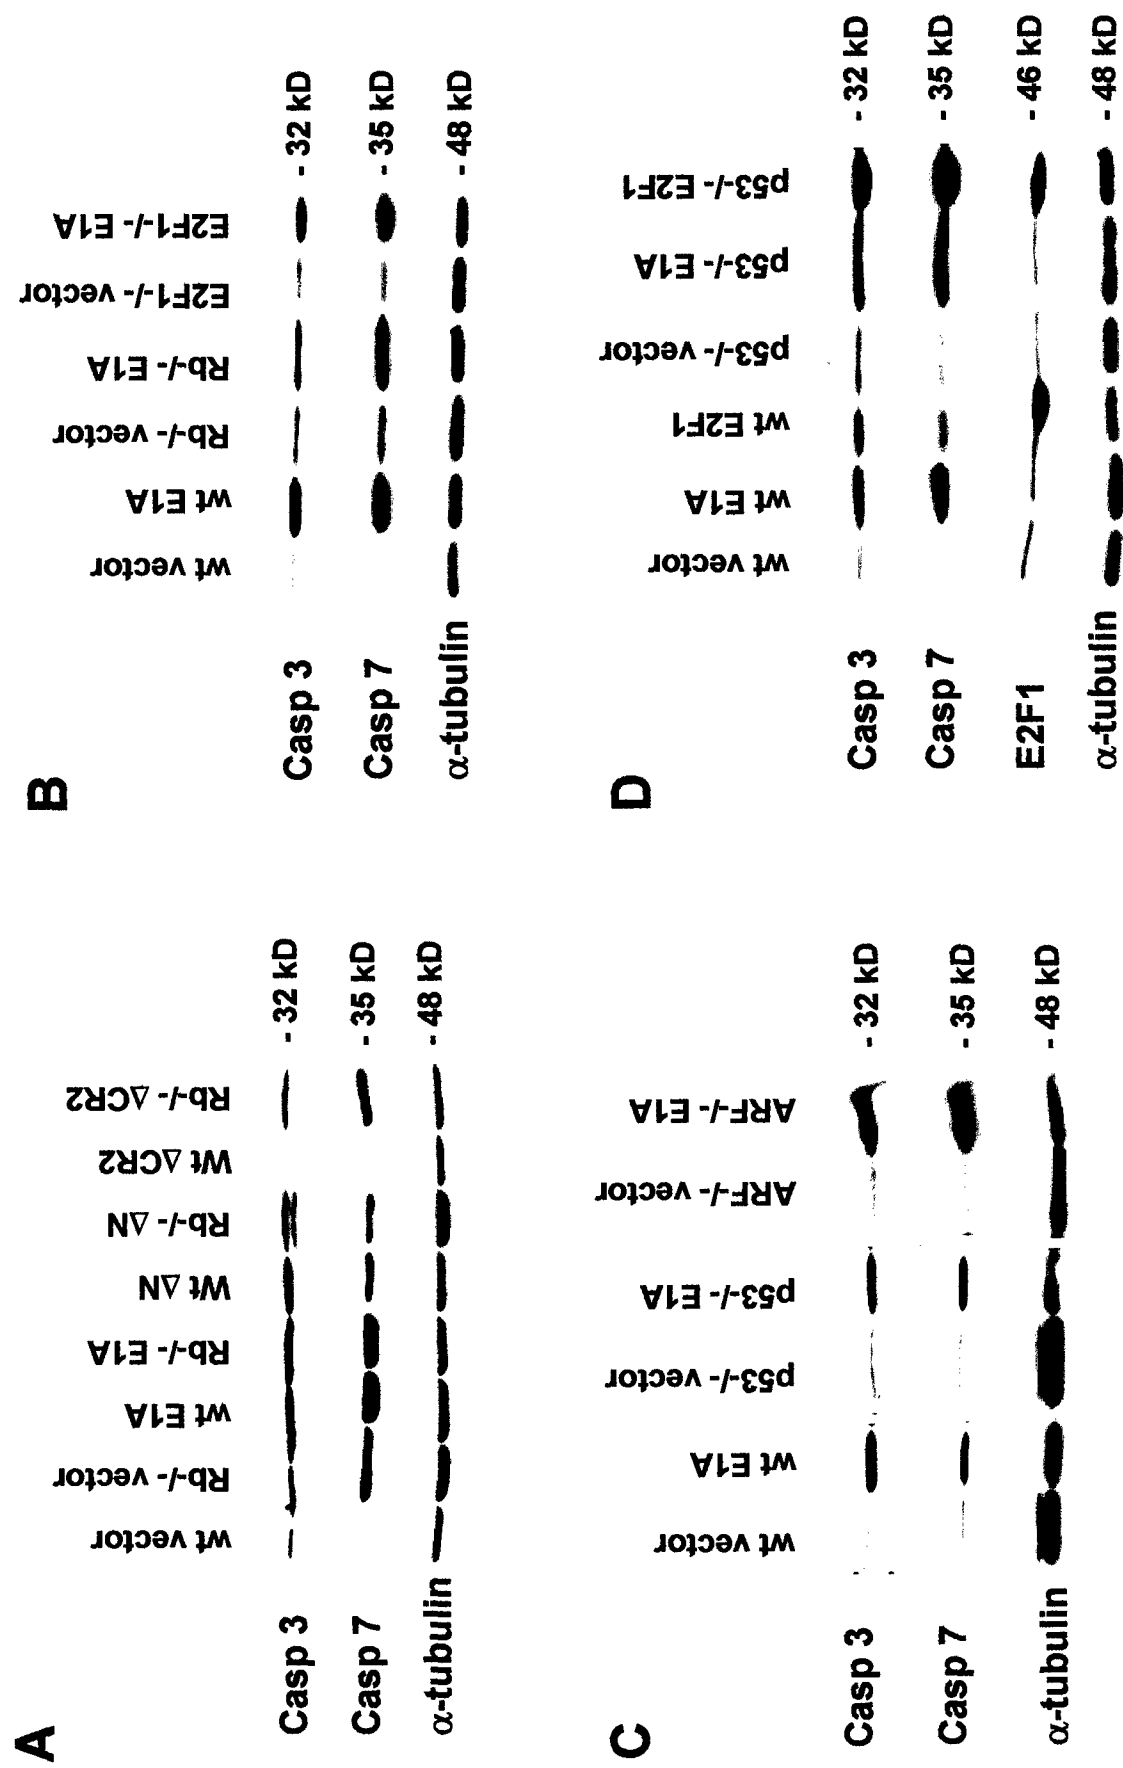 A
wt vector
Rb-/- vector
wt E1A
Rb-/- E1A
Wt ΔN
Rb-/- ΔN
Wt ΔCR2
Rb-/- ΔCR2
Casp 3 - 32 kD
Casp 7 - 35 kD
α-tubulin - 48 kD
B
wt vector
wt E1A
Rb-/- vector
Rb-/- E1A
E2F1-/- vector
E2F1-/- E1A
Casp 3 - 32 kD
Casp 7 - 35 kD
α-tubulin - 48 kD
C
wt vector
wt E1A
p53-/- vector
p53-/- E1A
ARF-/- vector
ARF-/- E1A
Casp 3 - 32 kD
Casp 7 - 35 kD
α-tubulin - 48 kD
D
wt vector
wt E1A
wt E2F1
p53-/- vector
p53-/- E1A
p53-/- E2F1
Casp 3 - 32 kD
Casp 7 - 35 kD
E2F1 - 46 kD
α-tubulin - 48 kD